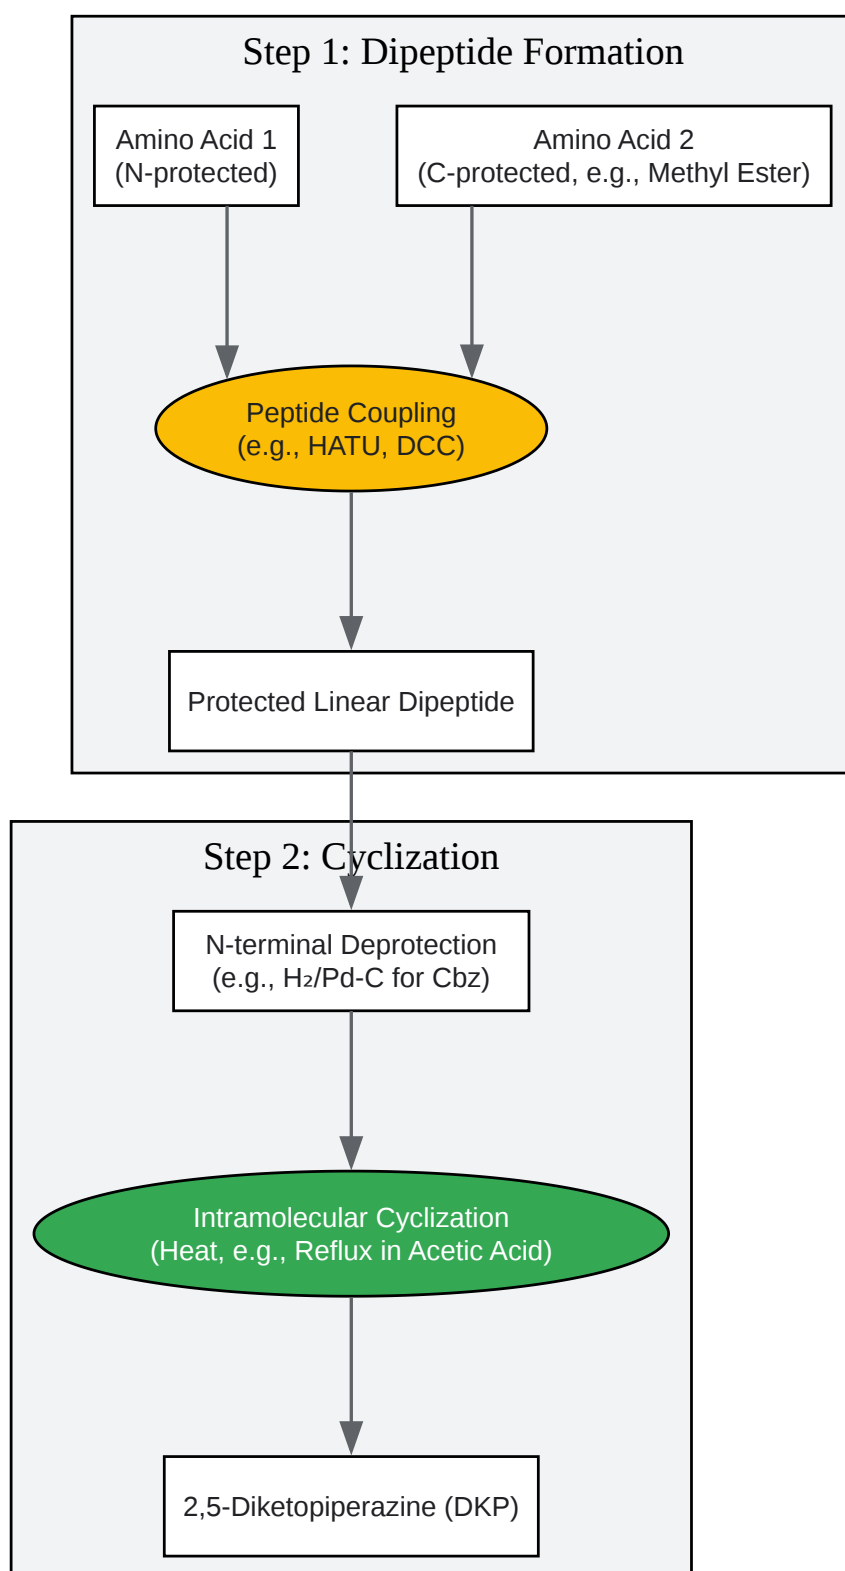 Step 1: Dipeptide Formation
Amino Acid 1
(N-protected)
Amino Acid 2
(C-protected, e.g., Methyl Ester)
Peptide Coupling
(e.g., HATU, DCC)
Protected Linear Dipeptide
Step 2: Cyclization
N-terminal Deprotection
(e.g., H₂/Pd-C for Cbz)
Intramolecular Cyclization
(Heat, e.g., Reflux in Acetic Acid)
2,5-Diketopiperazine (DKP)